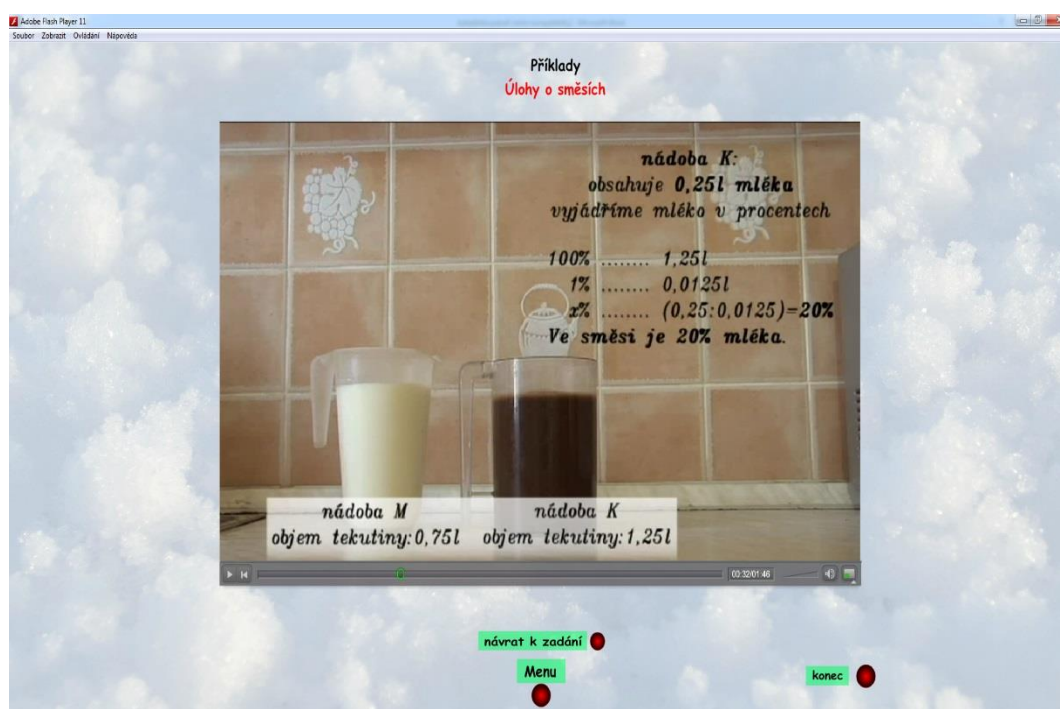 Adobe Flash Player 11
Soubor Zobrazit Ovládání Nápověda
Příklady
Úlohy o směsích
nádoba K:
obsahuje 0,25l mléka
vyjádříme mléko v procentech
100% ........ 1,25l
1% ........ 0,0125l
x% ........ (0,25:0,0125)=20%
Ve směsi je 20% mléka.
nádoba M
objem tekutiny:0,75l
nádoba K
objem tekutiny:1,25l
00:32/01:46
návrat k zadání
Menu
konec